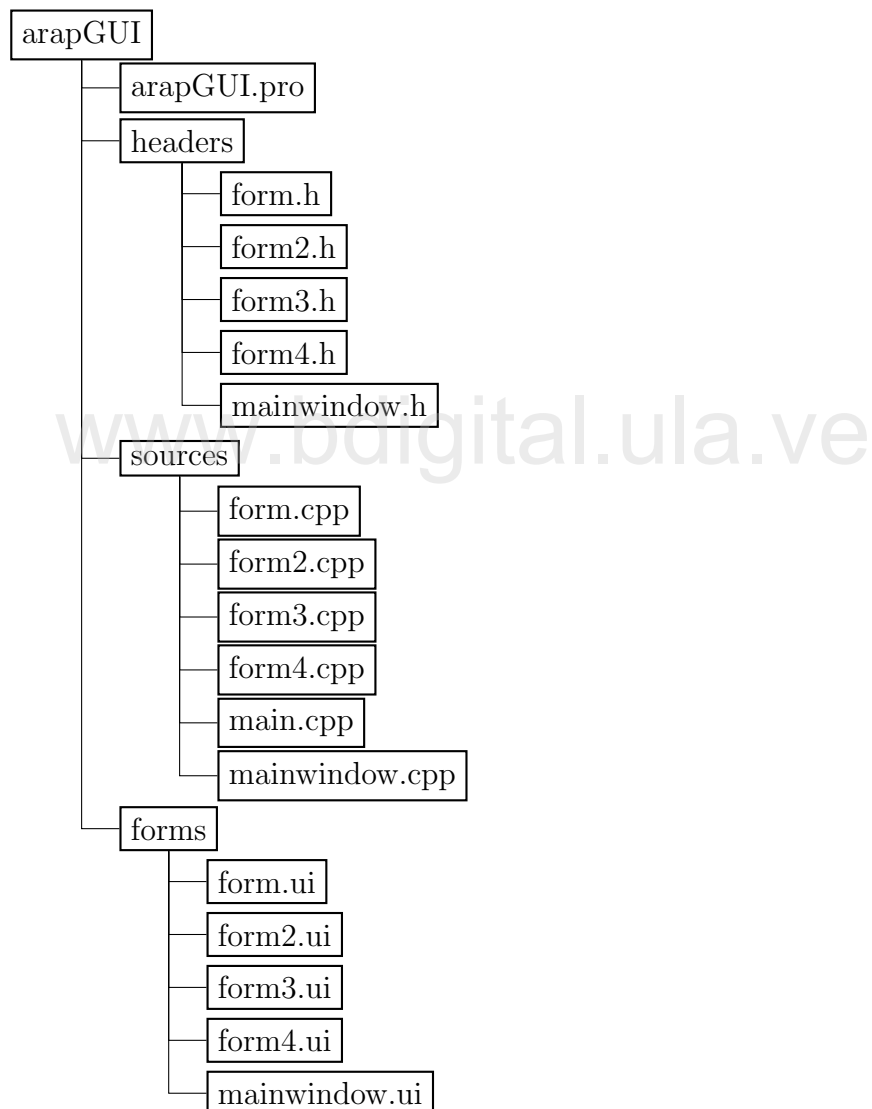 arapGUI
arapGUI.pro
headers
form.h
form2.h
form3.h
form4.h
mainwindow.h
www.bdigital.ula.ve
sources
form.cpp
form2.cpp
form3.cpp
form4.cpp
main.cpp
mainwindow.cpp
forms
form.ui
form2.ui
form3.ui
form4.ui
mainwindow.ui